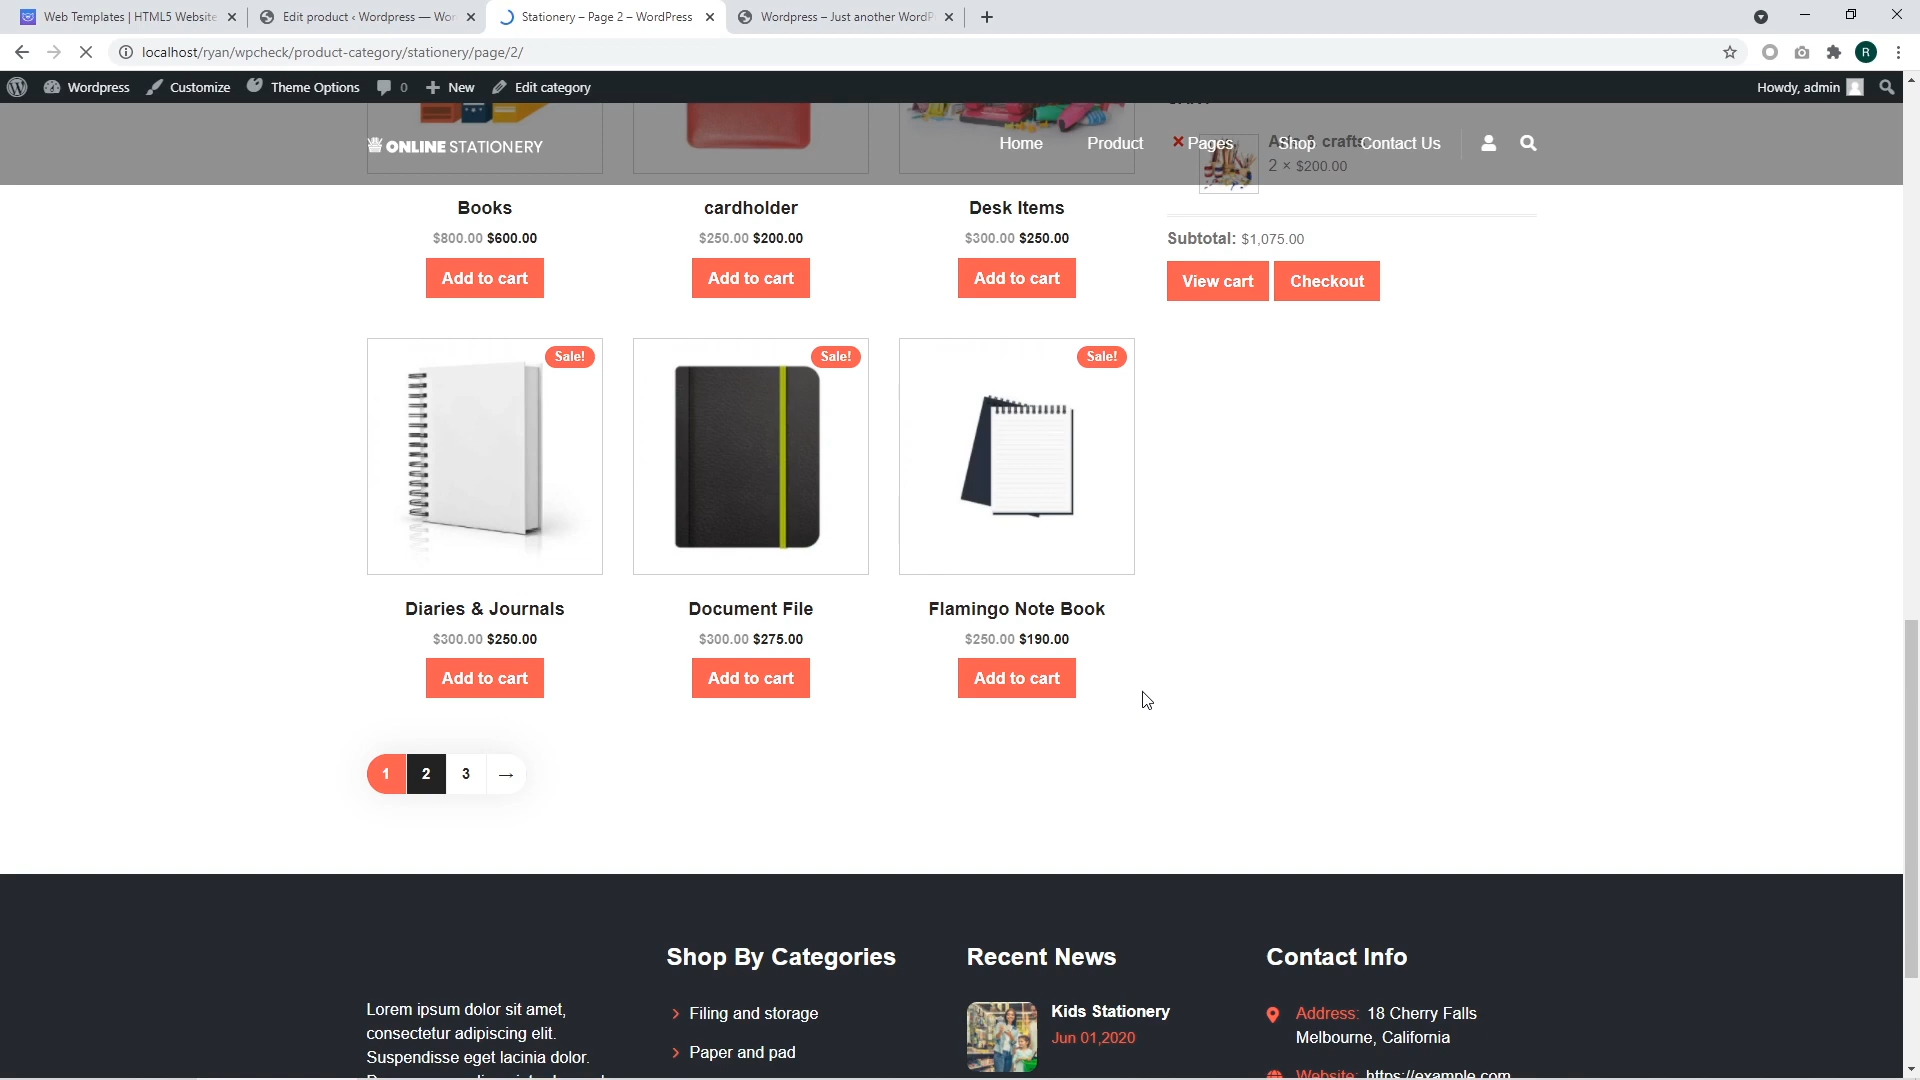 Web Templates | HTML5 Website
Edit product ‹ Wordpress — Wor
Stationery – Page 2 – WordPress
Wordpress – Just another WordP
localhost/ryan/wpcheck/product-category/stationery/page/2/
R
Wordpress
Customize
Theme Options
0
New
Edit category
Howdy, admin
ONLINE STATIONERY
Home
Product
Pages
Shop
Contact Us
Arts & crafts
2 × $200.00
Books
cardholder
Desk Items
$800.00 $600.00
$250.00 $200.00
$300.00 $250.00
Add to cart
Add to cart
Add to cart
Subtotal: $1,075.00
View cart
Checkout
Sale!
Sale!
Sale!
Diaries & Journals
Document File
Flamingo Note Book
$300.00 $250.00
$300.00 $275.00
$250.00 $190.00
Add to cart
Add to cart
Add to cart
1 2 3 →
Shop By Categories
Recent News
Contact Info
Lorem ipsum dolor sit amet,
consectetur adipiscing elit.
Suspendisse eget lacinia dolor.
Filing and storage
Paper and pad
Kids Stationery
Jun 01,2020
Address: 18 Cherry Falls
Melbourne, California
Website: https://example.com